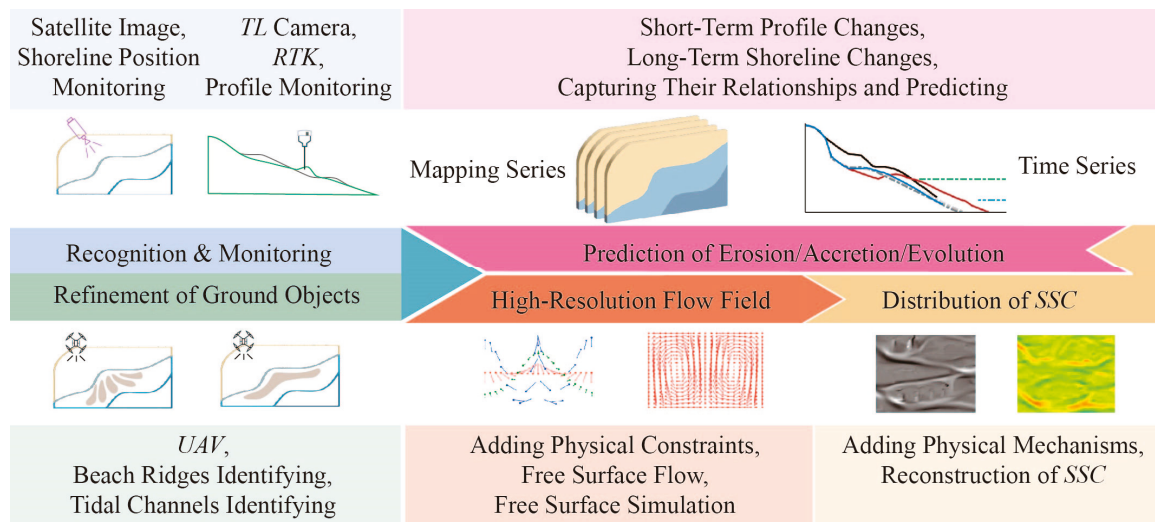 Satellite Image,
Shoreline Position
Monitoring
TL Camera,
RTK,
Profile Monitoring
Short-Term Profile Changes,
Long-Term Shoreline Changes,
Capturing Their Relationships and Predicting
Mapping Series
Time Series
Recognition & Monitoring
Prediction of Erosion/Accretion/Evolution
Refinement of Ground Objects
High-Resolution Flow Field
Distribution of SSC
UAV,
Beach Ridges Identifying,
Tidal Channels Identifying
Adding Physical Constraints,
Free Surface Flow,
Free Surface Simulation
Adding Physical Mechanisms,
Reconstruction of SSC